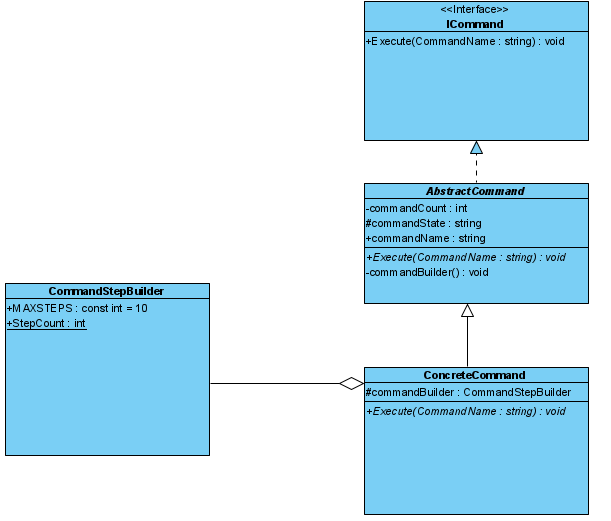 <<Interface>>
ICommand
+Execute(CommandName : string) : void
AbstractCommand
-commandCount : int
#commandState : string
+commandName : string
+Execute(CommandName : string) : void
-commandBuilder() : void
CommandStepBuilder
+MAXSTEPS : const int = 10
+StepCount : int
ConcreteCommand
#commandBuilder : CommandStepBuilder
+Execute(CommandName : string) : void